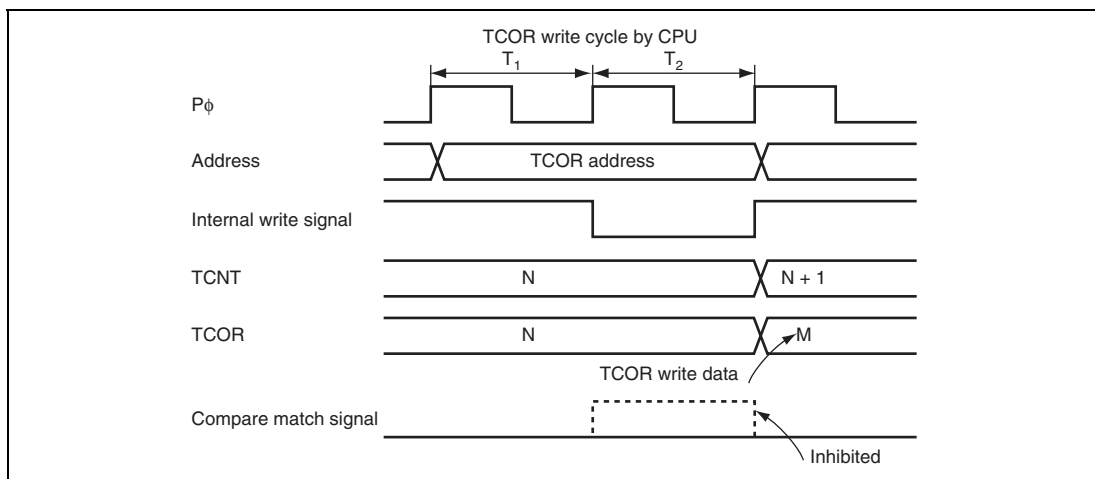 TCOR write cycle by CPU
T1 T2
Pϕ
Address TCOR address
Internal write signal
TCNT N N + 1
TCOR N M
TCOR write data
Compare match signal
Inhibited